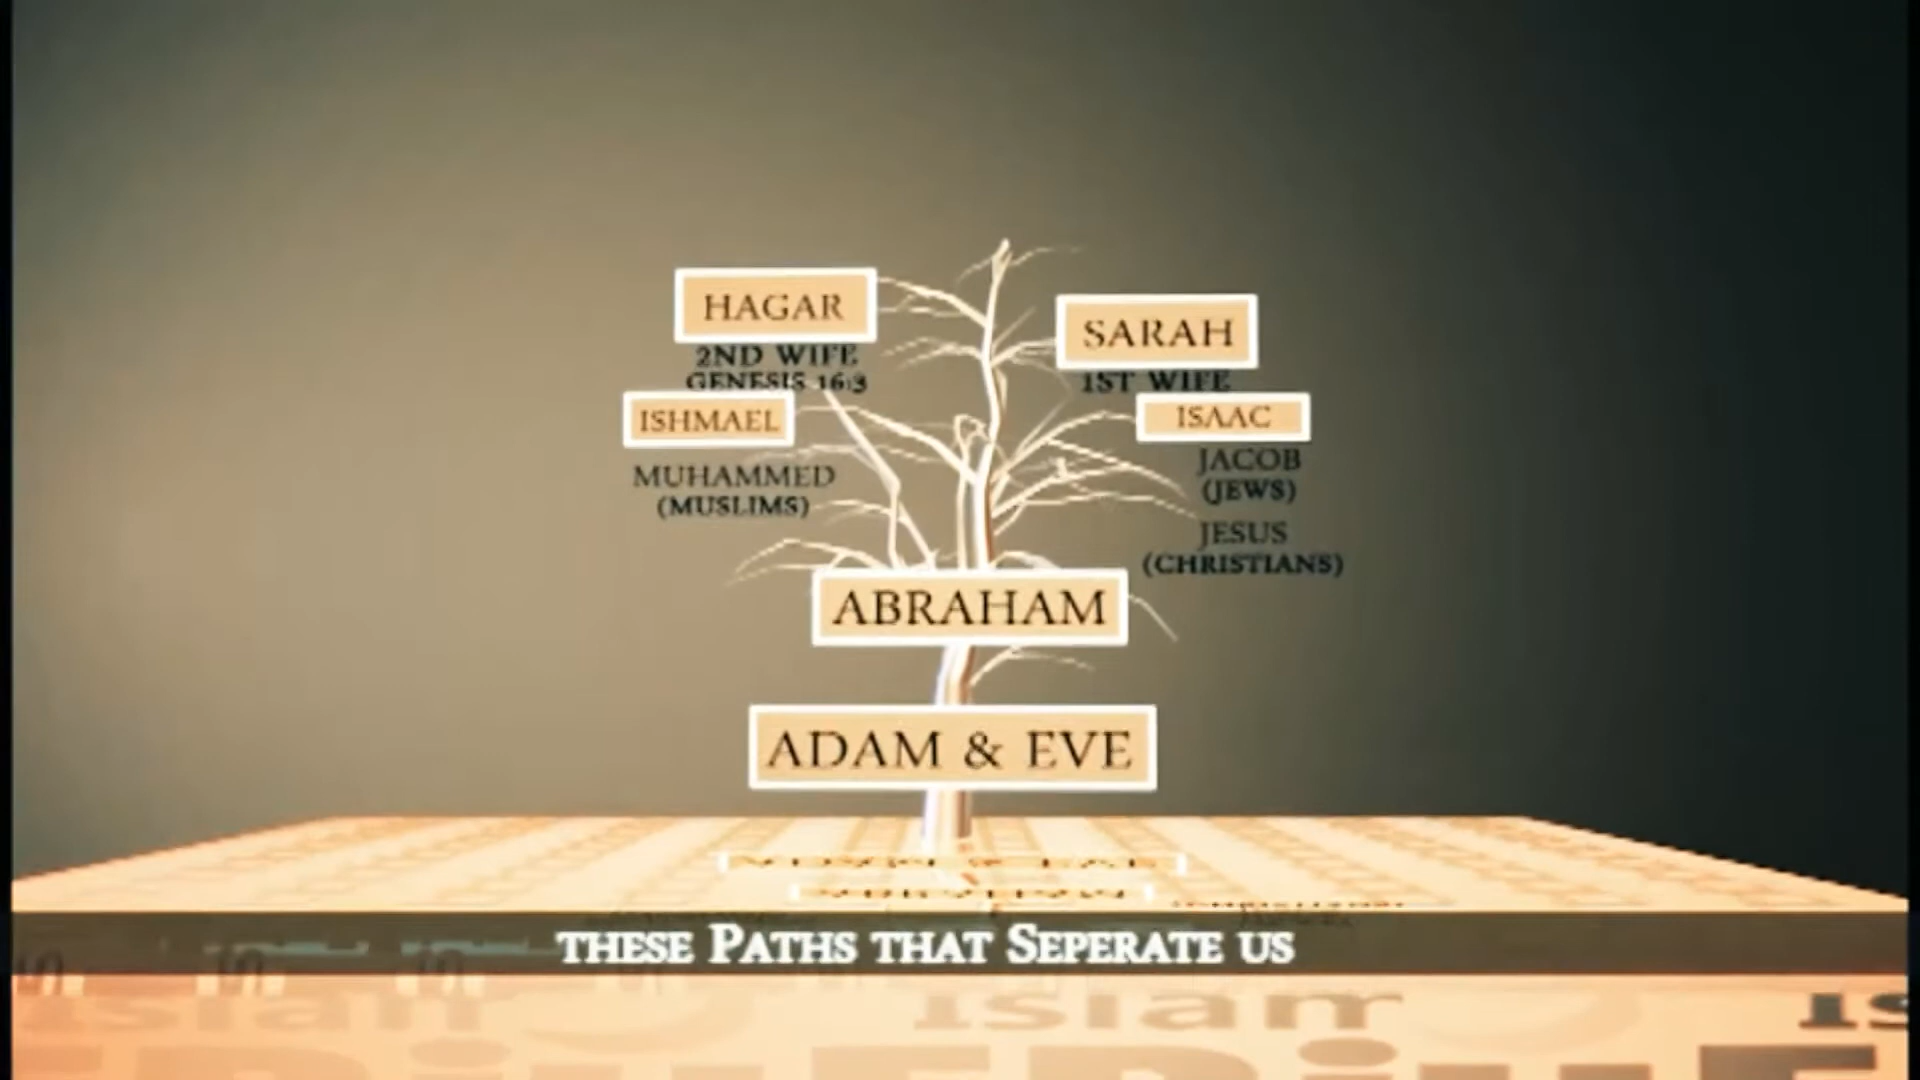 HAGAR
2ND WIFE
GENESIS 16:3
SARAH
1ST WIFE
ISHMAEL
MUHAMMED
(MUSLIMS)
ISAAC
JACOB
(JEWS)
JESUS
(CHRISTIANS)
ABRAHAM
ADAM & EVE
THESE PATHS THAT SEPERATE US
Islam